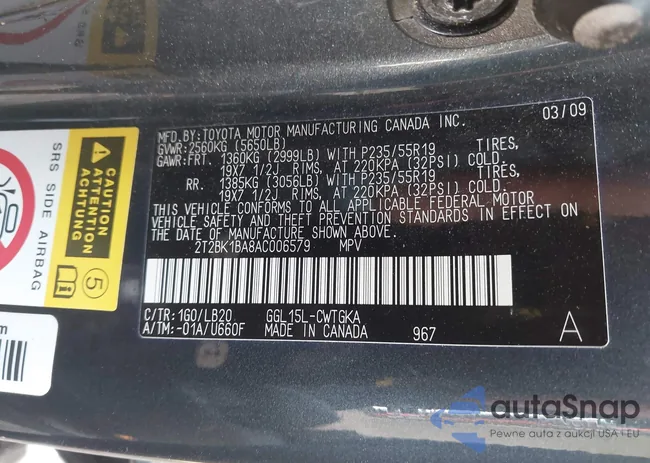 MFD.BY:TOYOTA MOTOR MANUFACTURING CANADA INC. 03/09
GVWR:2560KG (5650LB)
GAWR:FRT. 1360KG (2999LB) WITH P235/55R19 TIRES,
19X7 1/2J RIMS, AT 220KPA (32PSI) COLD.
RR. 1385KG (3056LB) WITH P235/55R19 TIRES,
19X7 1/2J RIMS, AT 220KPA (32PSI) COLD.
THIS VEHICLE CONFORMS TO ALL APPLICABLE FEDERAL MOTOR
VEHICLE SAFETY AND THEFT PREVENTION STANDARDS IN EFFECT ON
THE DATE OF MANUFACTURE SHOWN ABOVE.
2T2BK1BA8AC006579 MPV
C/TR:1G0/LB20 GGL15L-CWTGKA
A/TM:-01A/U660F MADE IN CANADA 967 A
SRS SIDE AIRBAG
CAUTION
ATTENTION
ACHTUNG
5
m
autoSnap
Pewne auta z aukcji USA i EU